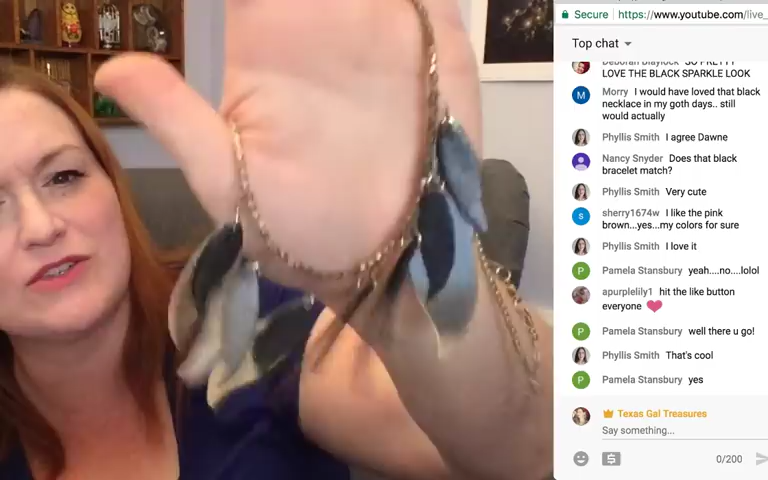 Secure https://www.youtube.com/live_
Top chat
Deborah Blaylock SO PRETTY
LOVE THE BLACK SPARKLE LOOK
Morry I would have loved that black
necklace in my goth days.. still
would actually
Phyllis Smith I agree Dawne
Nancy Snyder Does that black
bracelet match?
Phyllis Smith Very cute
sherry1674w I like the pink
brown...yes...my colors for sure
Phyllis Smith I love it
Pamela Stansbury yeah....no....lolol
apurplelily1 hit the like button
everyone
Pamela Stansbury well there u go!
Phyllis Smith That's cool
Pamela Stansbury yes
Texas Gal Treasures
Say something...
0/200